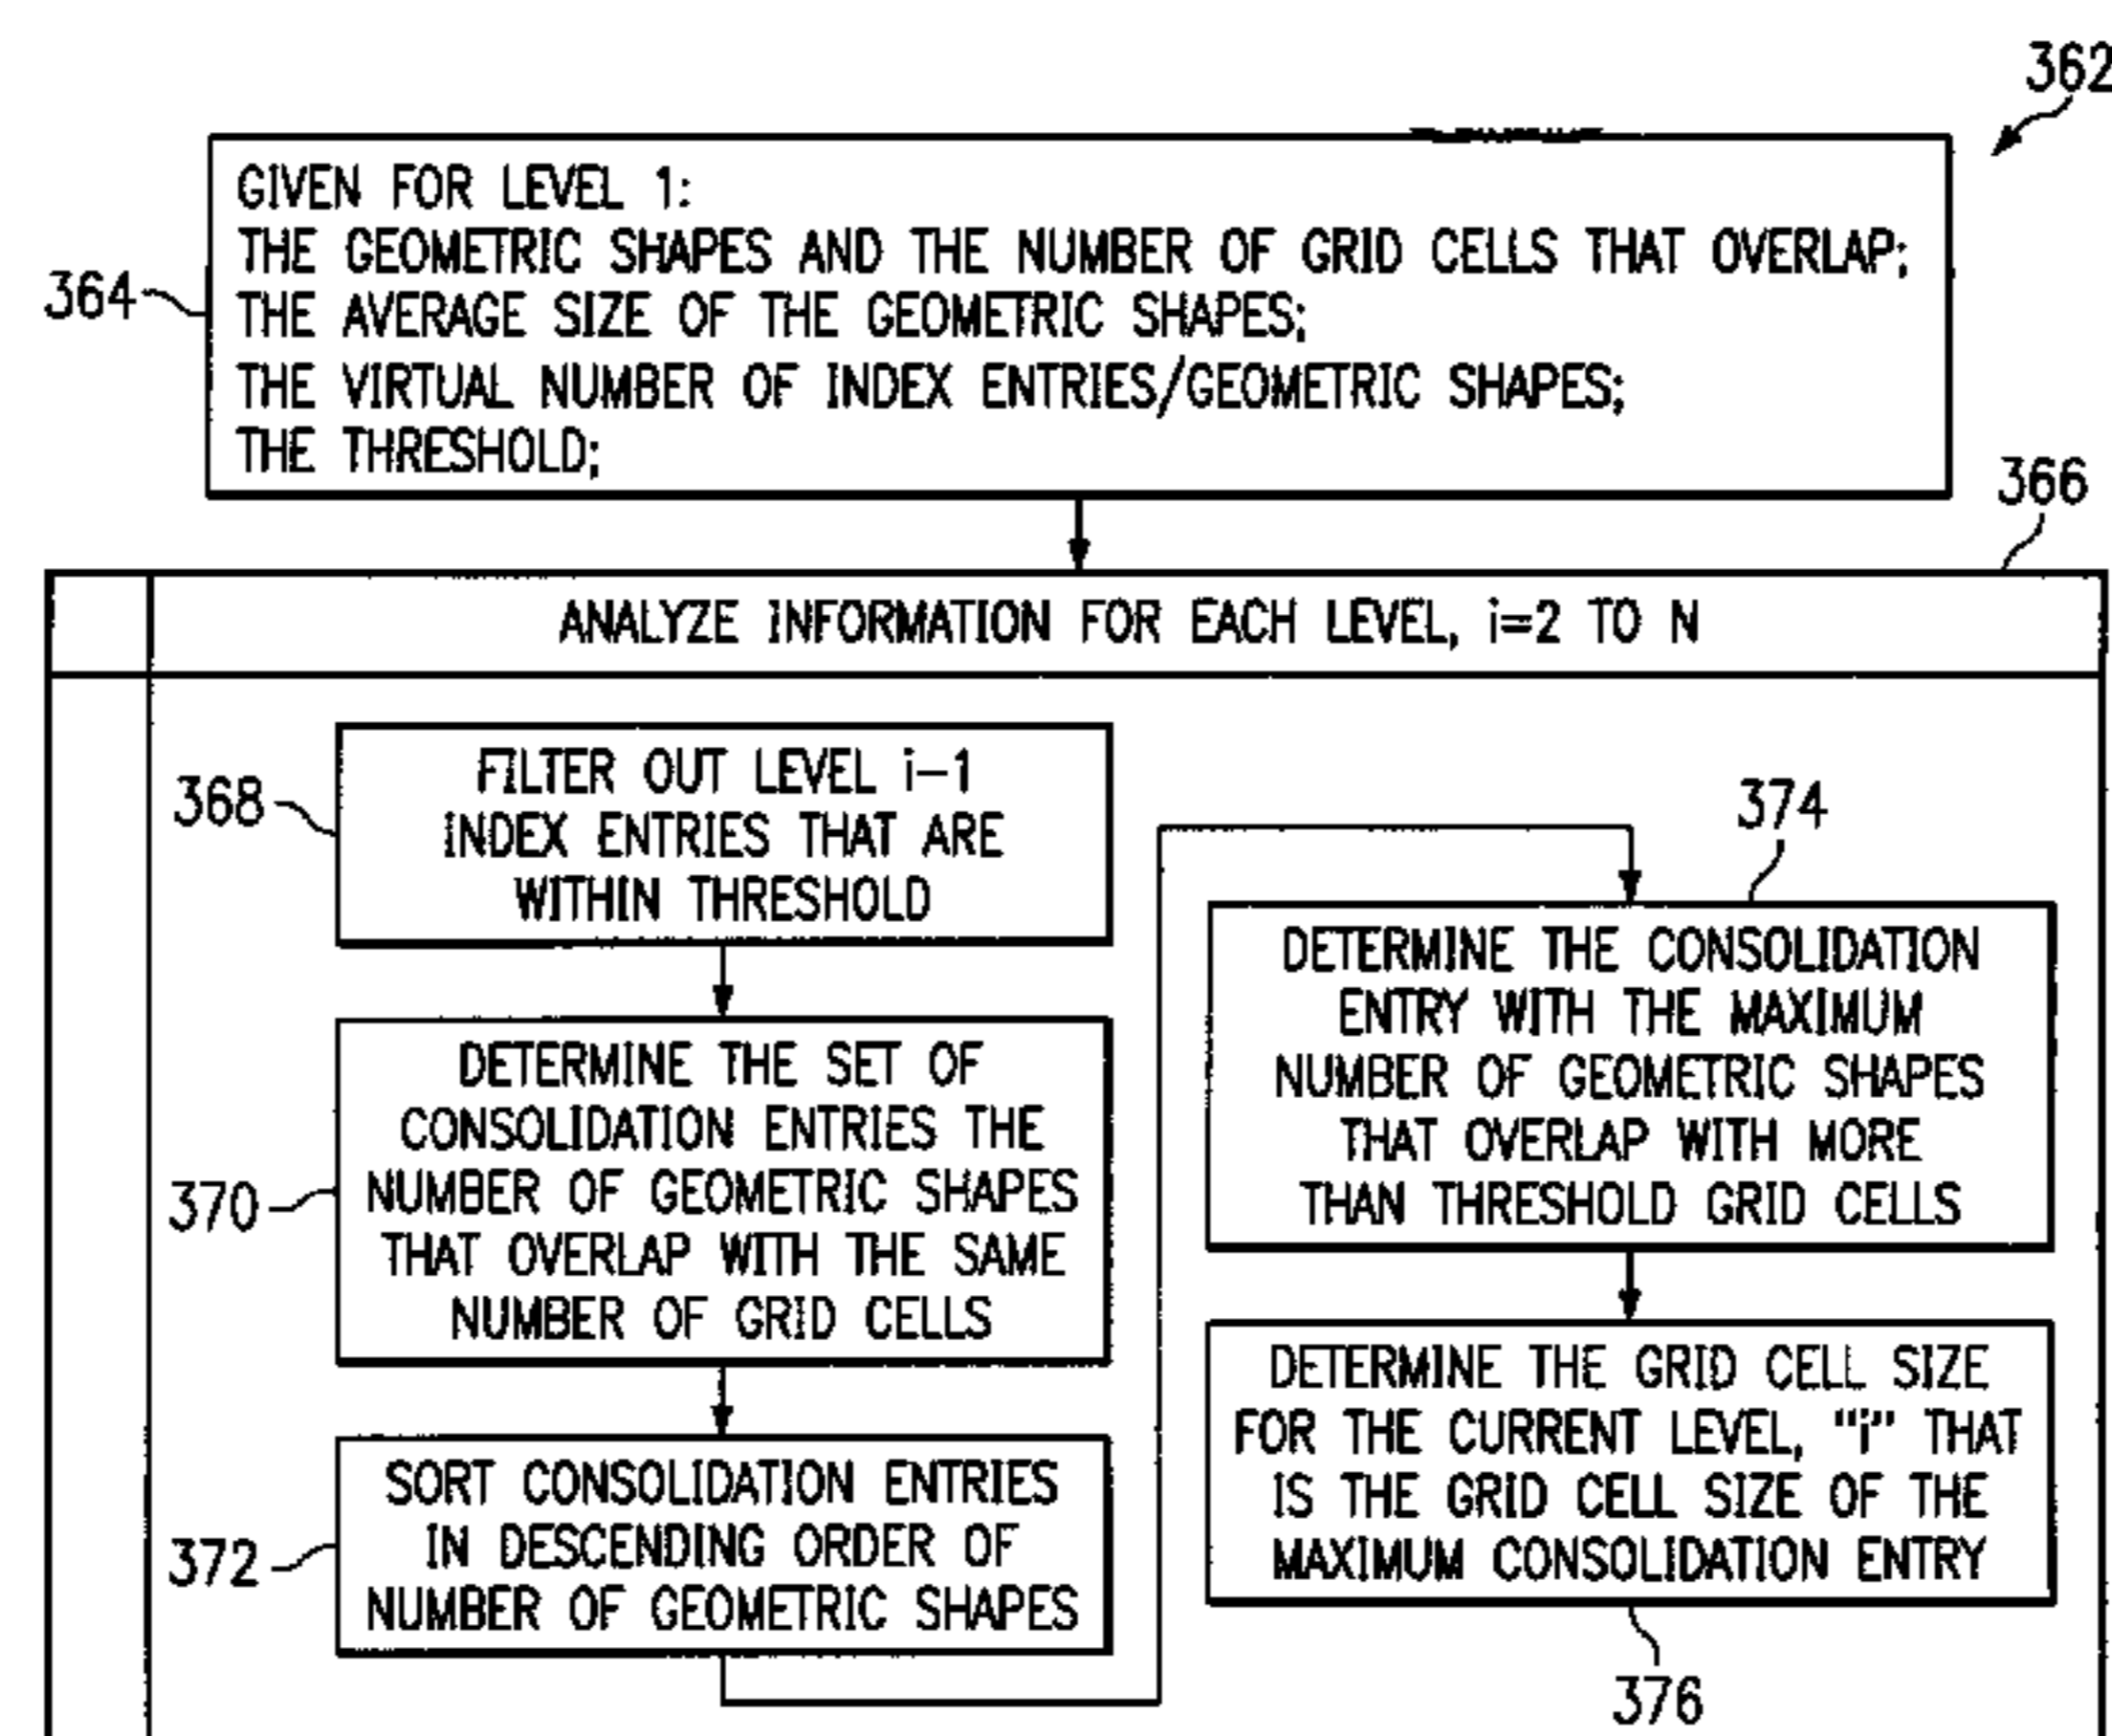 362
GIVEN FOR LEVEL 1:
THE GEOMETRIC SHAPES AND THE NUMBER OF GRID CELLS THAT OVERLAP;
THE AVERAGE SIZE OF THE GEOMETRIC SHAPES;
THE VIRTUAL NUMBER OF INDEX ENTRIES/GEOMETRIC SHAPES;
THE THRESHOLD;
364
366
ANALYZE INFORMATION FOR EACH LEVEL, i=2 TO N
368
FILTER OUT LEVEL i-1
INDEX ENTRIES THAT ARE
WITHIN THRESHOLD
370
DETERMINE THE SET OF
CONSOLIDATION ENTRIES THE
NUMBER OF GEOMETRIC SHAPES
THAT OVERLAP WITH THE SAME
NUMBER OF GRID CELLS
372
SORT CONSOLIDATION ENTRIES
IN DESCENDING ORDER OF
NUMBER OF GEOMETRIC SHAPES
374
DETERMINE THE CONSOLIDATION
ENTRY WITH THE MAXIMUM
NUMBER OF GEOMETRIC SHAPES
THAT OVERLAP WITH MORE
THAN THRESHOLD GRID CELLS
DETERMINE THE GRID CELL SIZE
FOR THE CURRENT LEVEL, "i" THAT
IS THE GRID CELL SIZE OF THE
MAXIMUM CONSOLIDATION ENTRY
376